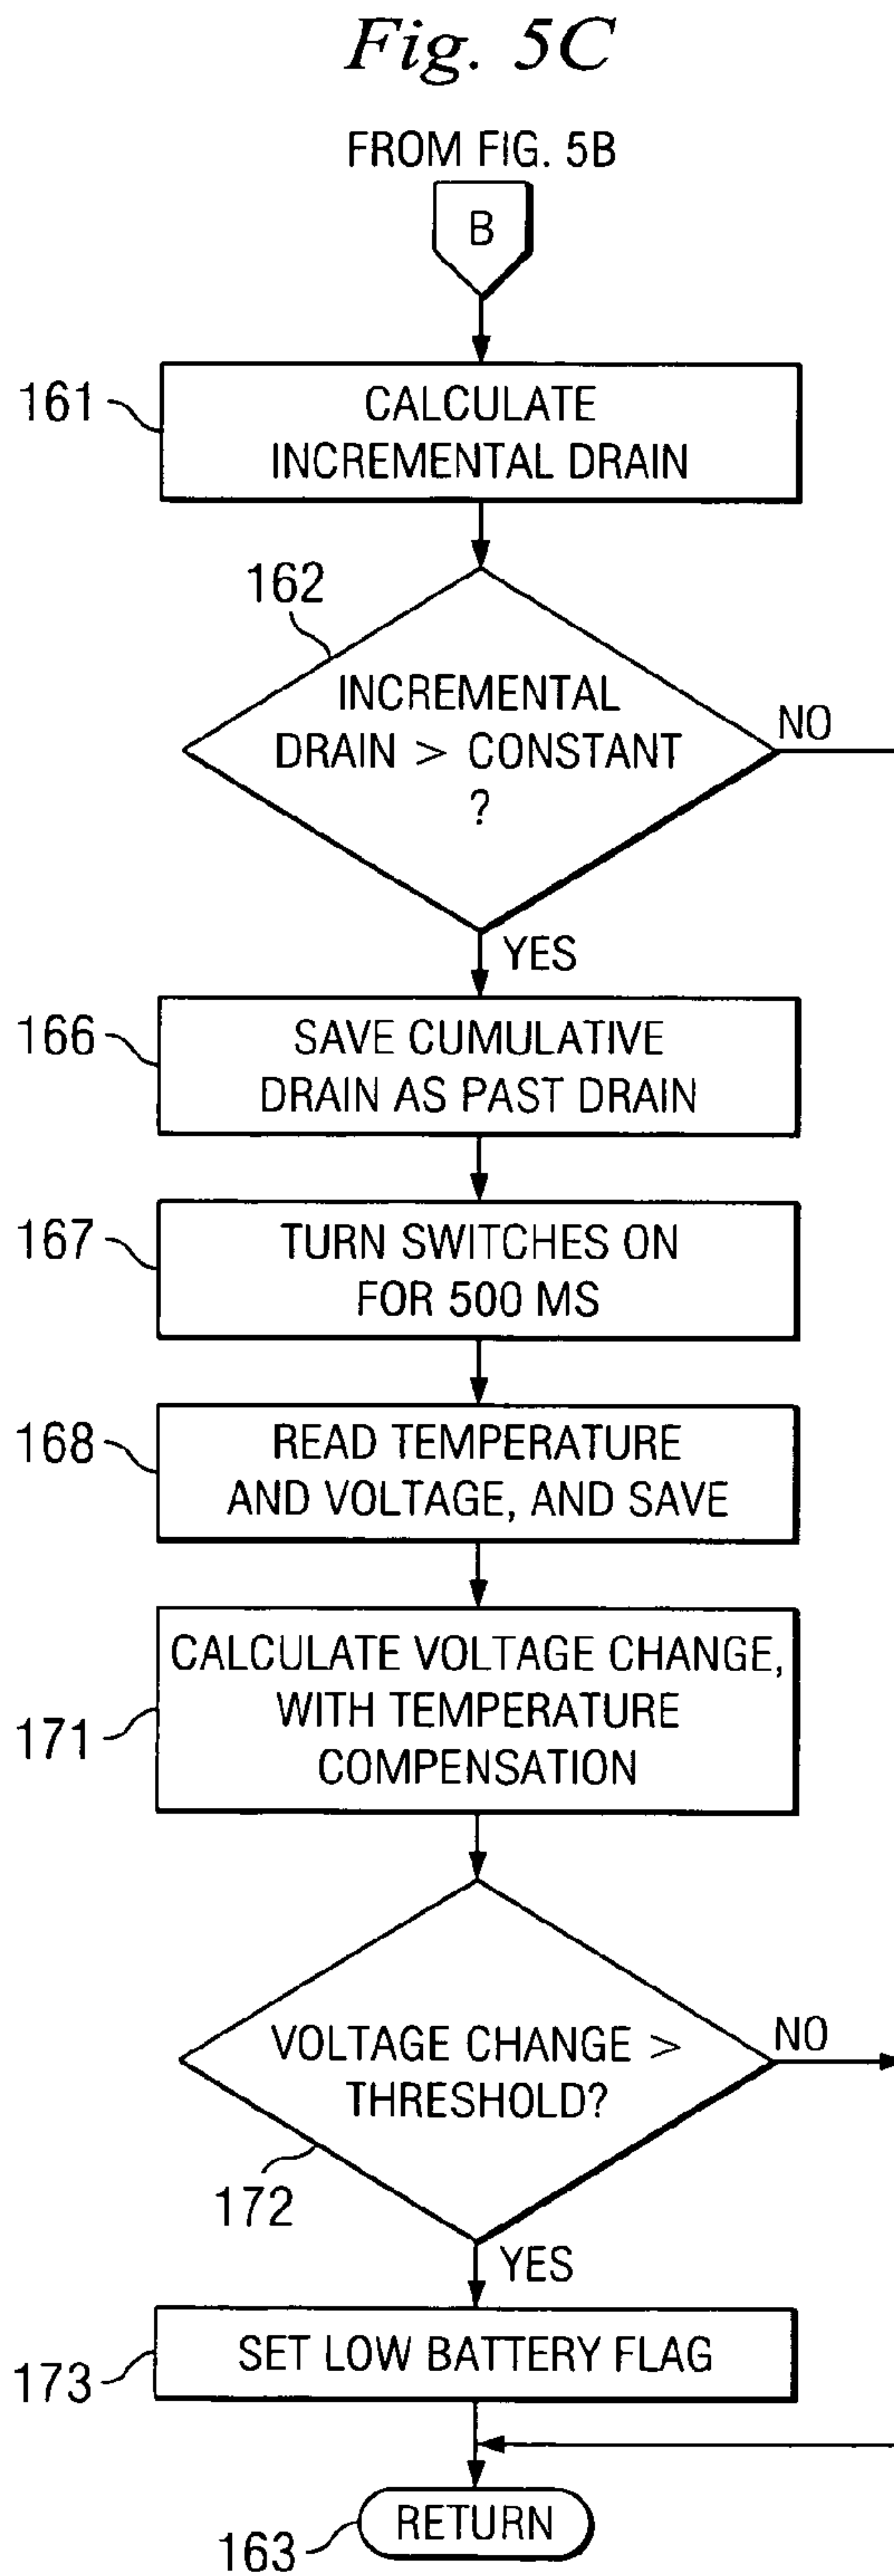 Fig. 5C
FROM FIG. 5B
B
161
CALCULATE
INCREMENTAL DRAIN
162
INCREMENTAL
DRAIN > CONSTANT
?
NO
YES
166
SAVE CUMULATIVE
DRAIN AS PAST DRAIN
167
TURN SWITCHES ON
FOR 500 MS
168
READ TEMPERATURE
AND VOLTAGE, AND SAVE
171
CALCULATE VOLTAGE CHANGE,
WITH TEMPERATURE
COMPENSATION
VOLTAGE CHANGE >
THRESHOLD?
NO
172
YES
173
SET LOW BATTERY FLAG
163
RETURN